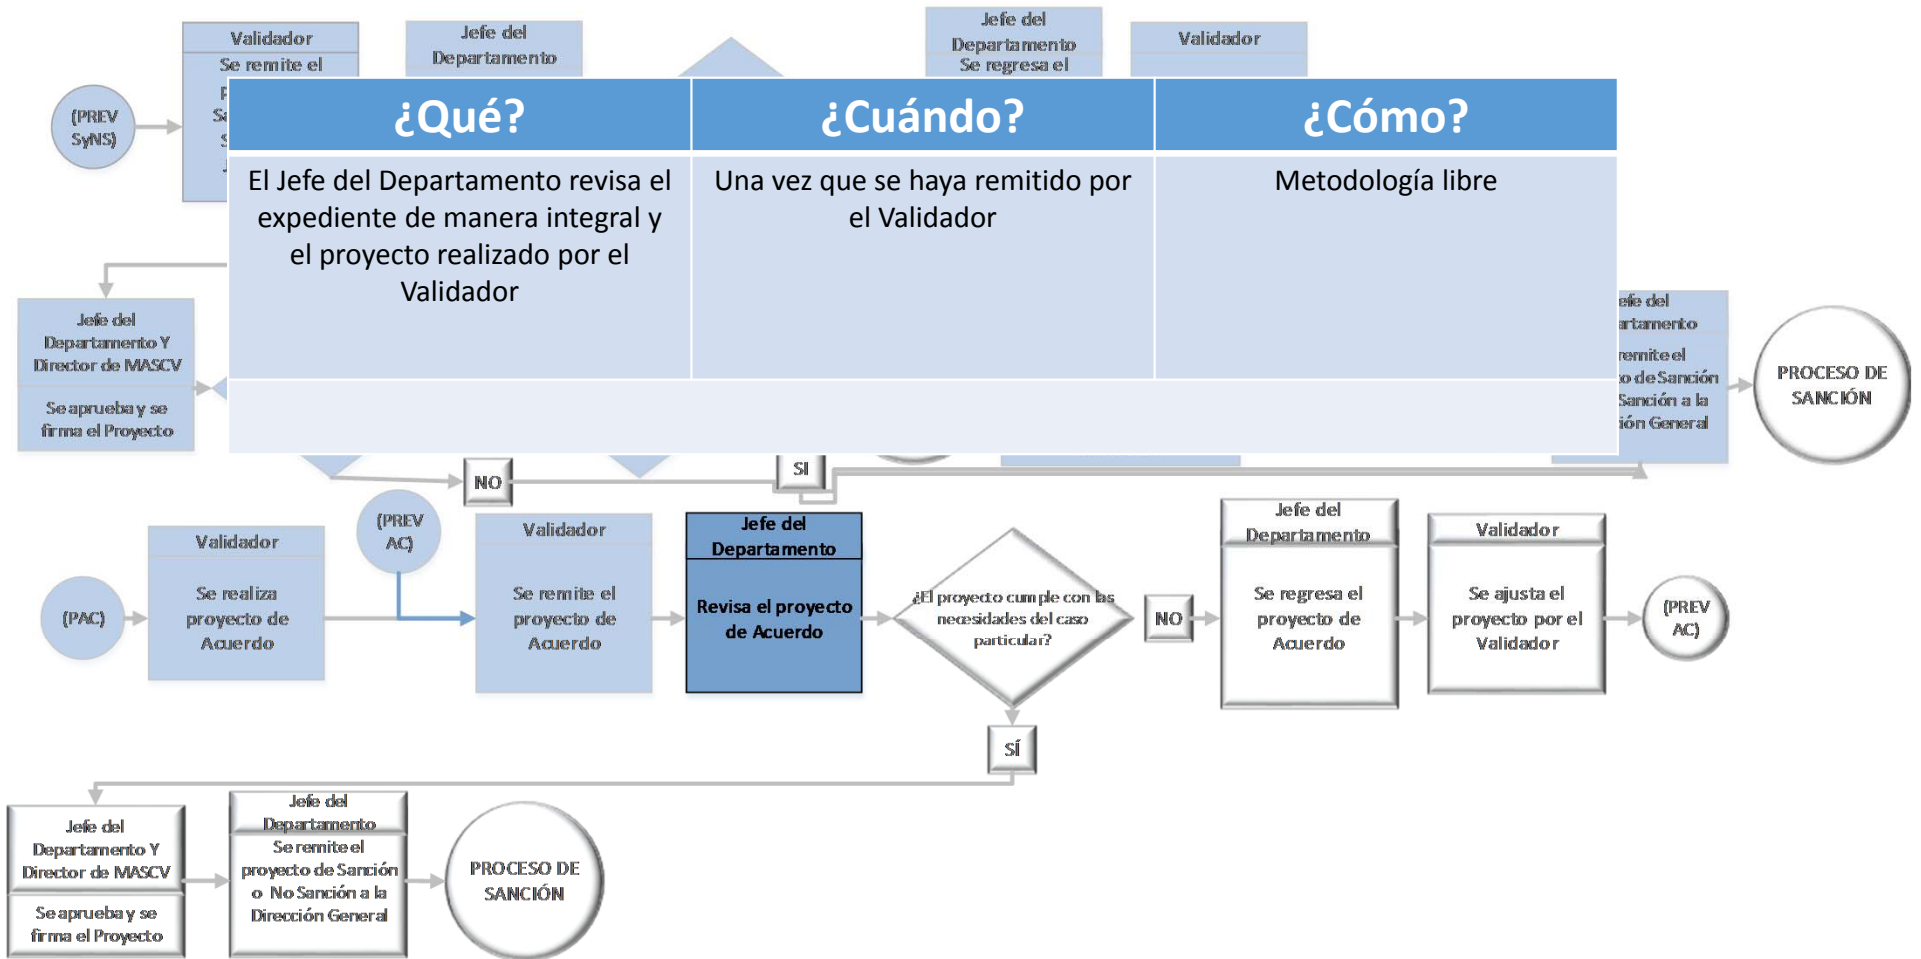 Validador
Se remite el
Jefe del
Departamento
Jefe del
Departamento
Se regresa el
Validador
(PREV
SyNS)
¿Qué?
¿Cuándo?
¿Cómo?
El Jefe del Departamento revisa el
expediente de manera integral y
el proyecto realizado por el
Validador
Una vez que se haya remitido por
el Validador
Metodología libre
Jefe del
Departamento Y
Director de MASCV
Se aprueba y se
firma el Proyecto
remite el
de Sanción
Sanción a la
General
PROCESO DE
SANCIÓN
NO
SI
(PAC)
Validador
Se realiza
proyecto de
Acuerdo
(PREV
AC)
Validador
Se remite el
proyecto de
Acuerdo
Jefe del
Departamento
Revisa el proyecto
de Acuerdo
¿El proyecto cumple con las
necesidades del caso
particular?
NO
Jefe del
Departamento
Se regresa el
proyecto de
Acuerdo
Validador
Se ajusta el
proyecto por el
Validador
(PREV
AC)
SÍ
Jefe del
Departamento Y
Director de MASCV
Se aprueba y se
firma el Proyecto
Jefe del
Departamento
Se remite el
proyecto de Sanción
o No Sanción a la
Dirección General
PROCESO DE
SANCIÓN